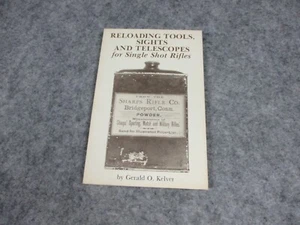 RELOADING TOOLS,
SIGHTS
AND TELESCOPES
for Single Shot Rifles
SHARPS RIFLE CO.
Bridgeport, Conn.
POWDER,
by Gerald O. Kelver